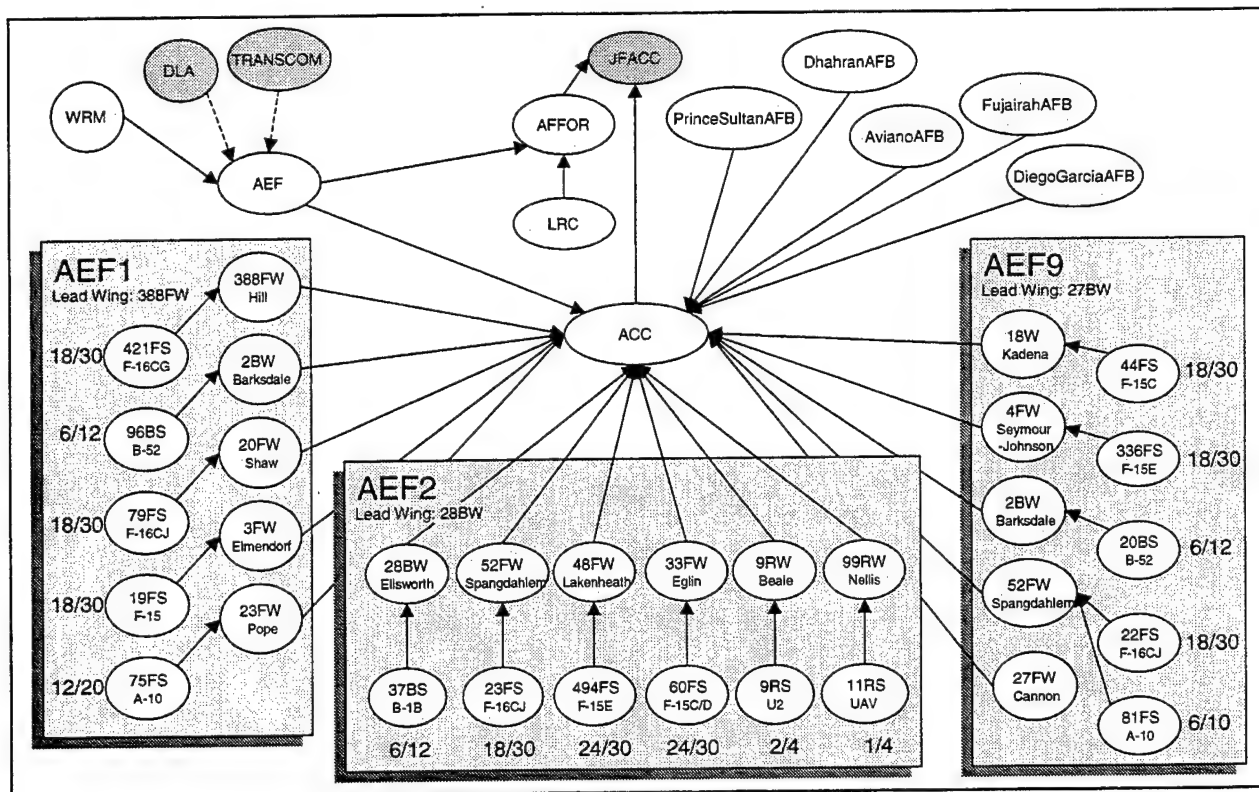 DLA
TRANSCOM
JFACC
DhahranAFB
WRM
AFFOR
PrinceSultanAFB
AvianoAFB
FujairahAFB
AEF
LRC
DiegoGarciaAFB
ACC
AEF1
Lead Wing: 388FW
388FW
Hill
18/30
421FS
F-16CG
2BW
Barksdale
6/12
96BS
B-52
20FW
Shaw
18/30
79FS
F-16CJ
3FW
Elmendorf
18/30
19FS
F-15
23FW
Pope
12/20
75FS
A-10
AEF2
Lead Wing: 28BW
28BW
Ellsworth
52FW
Spangdahlem
48FW
Lakenheath
33FW
Eglin
9RW
Beale
99RW
Nellis
37BS
B-1B
23FS
F-16CJ
494FS
F-15E
60FS
F-15C/D
9RS
U2
11RS
UAV
6/12
18/30
24/30
24/30
2/4
1/4
AEF9
Lead Wing: 27BW
18W
Kadena
44FS
F-15C
18/30
4FW
Seymour
-Johnson
336FS
F-15E
18/30
2BW
Barksdale
20BS
B-52
6/12
52FW
Spangdahlem
22FS
F-16CJ
18/30
27FW
Cannon
81FS
A-10
6/10